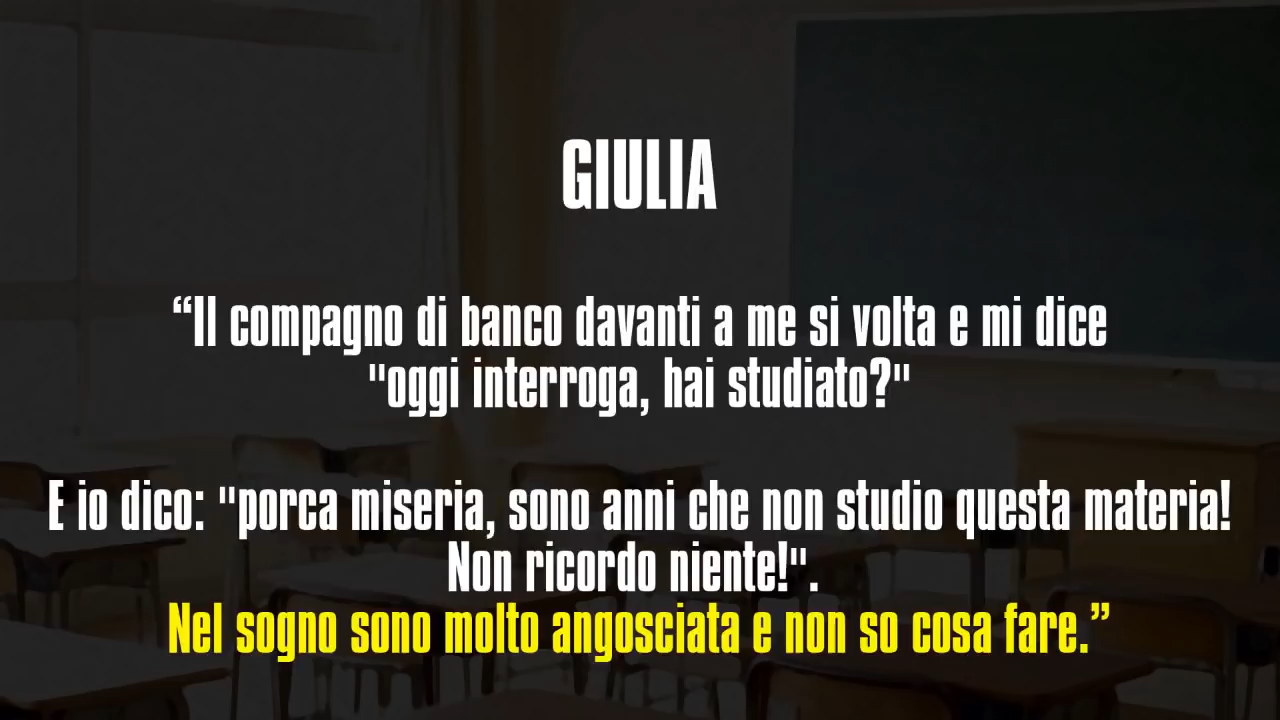 GIULIA
“Il compagno di banco davanti a me si volta e mi dice
"oggi interroga, hai studiato?"
E io dico: "porca miseria, sono anni che non studio questa materia!
Non ricordo niente!".
Nel sogno sono molto angosciata e non so cosa fare.”